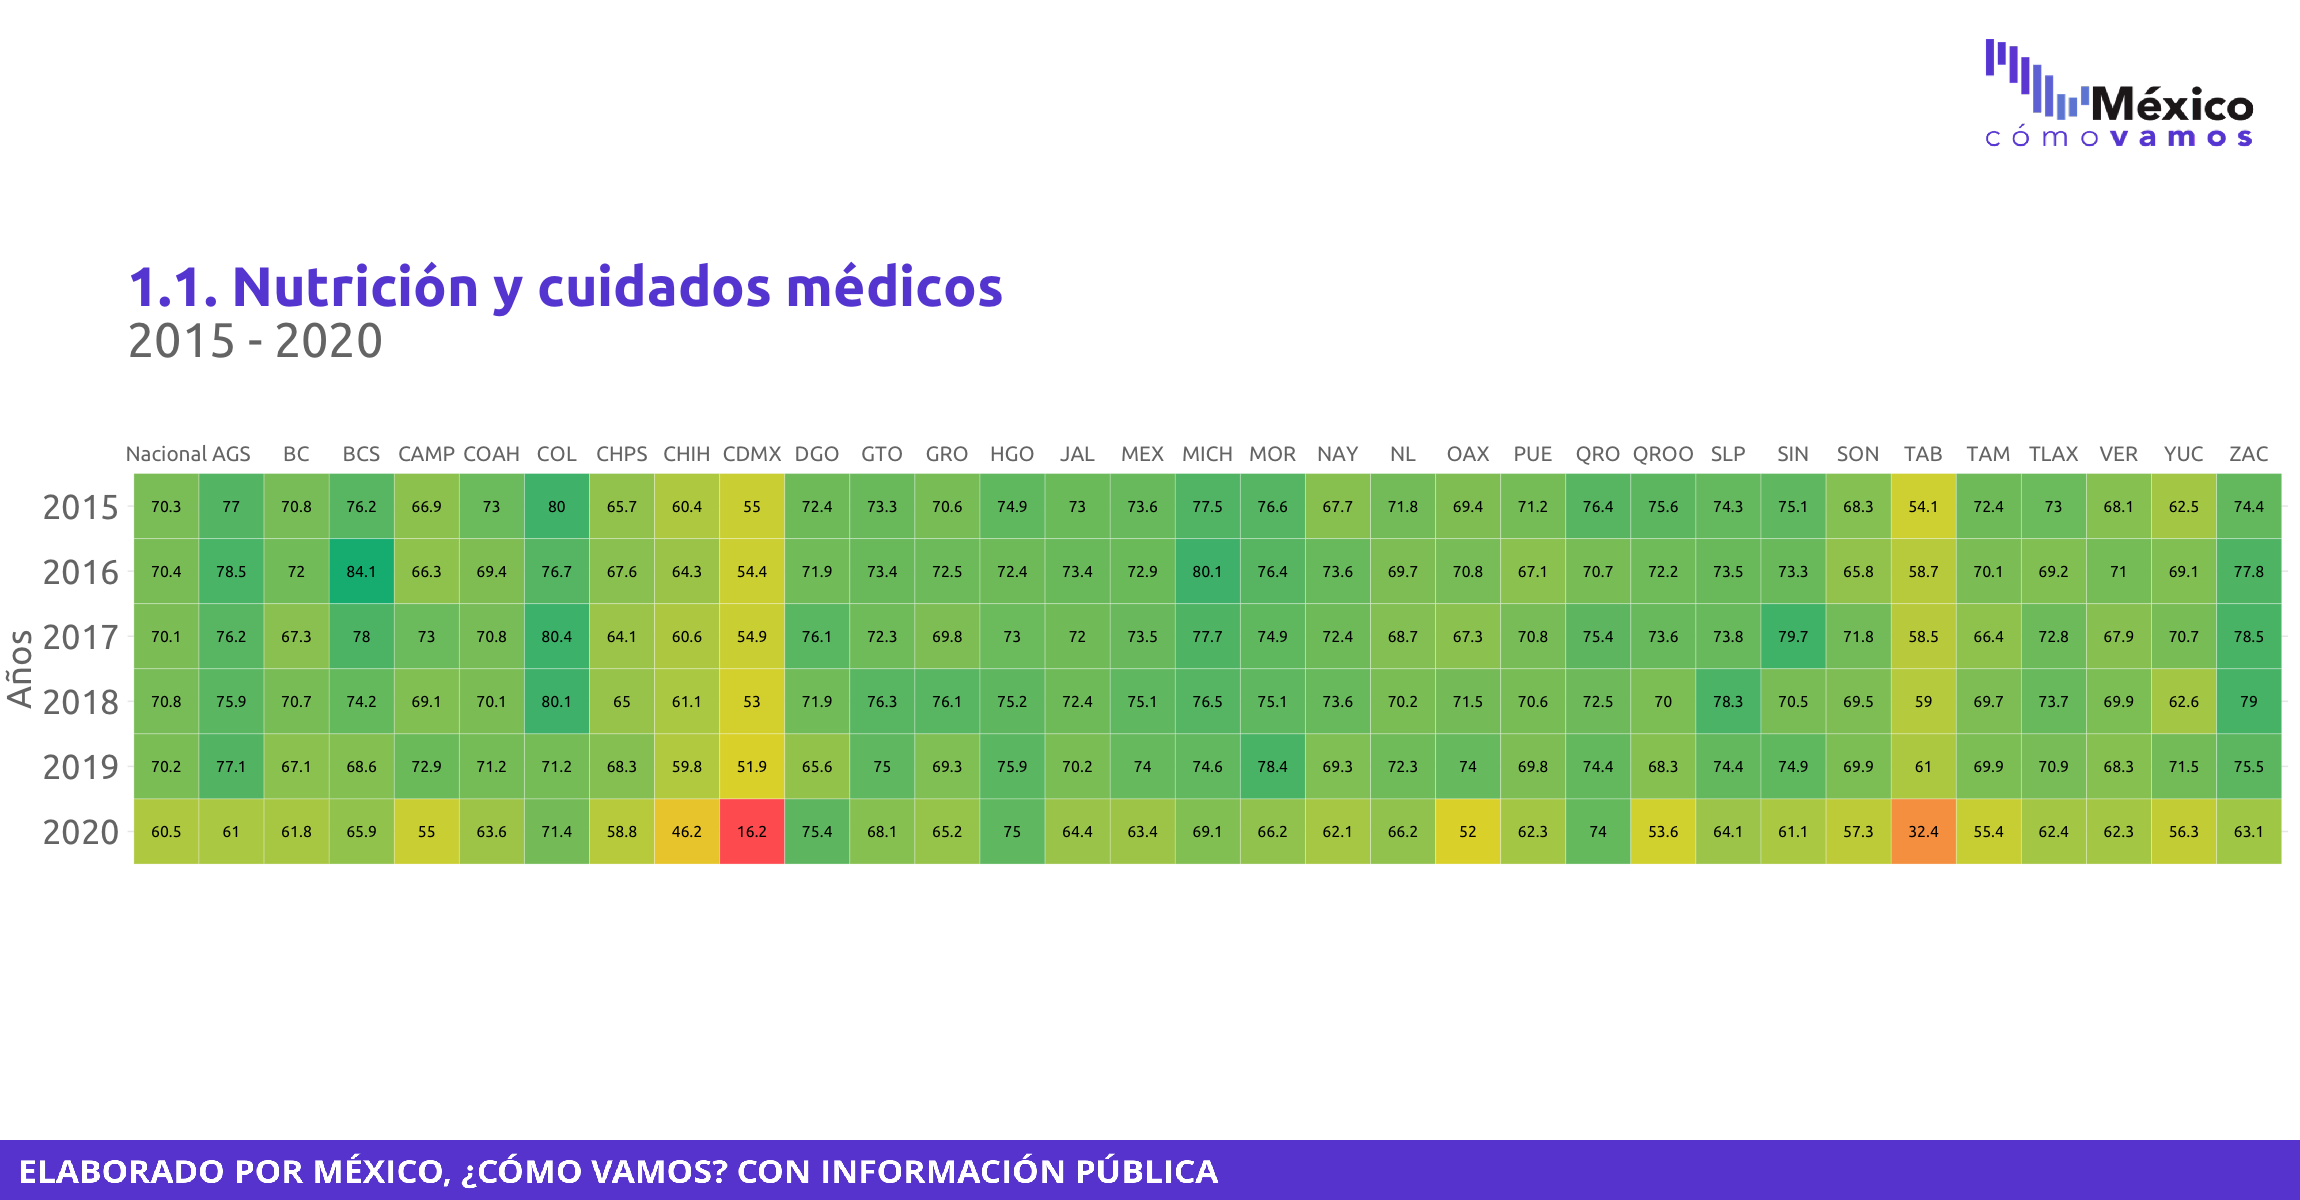 México
cómovamos
1.1. Nutrición y cuidados médicos
2015 - 2020
Nacional AGS BC BCS CAMP COAH COL CHPS CHIH CDMX DGO GTO GRO HGO JAL MEX MICH MOR NAY NL OAX PUE QRO QROO SLP SIN SON TAB TAM TLAX VER YUC ZAC
Años
2015 70.3 77 70.8 76.2 66.9 73 80 65.7 60.4 55 72.4 73.3 70.6 74.9 73 73.6 77.5 76.6 67.7 71.8 69.4 71.2 76.4 75.6 74.3 75.1 68.3 54.1 72.4 73 68.1 62.5 74.4
2016 70.4 78.5 72 84.1 66.3 69.4 76.7 67.6 64.3 54.4 71.9 73.4 72.5 72.4 73.4 72.9 80.1 76.4 73.6 69.7 70.8 67.1 70.7 72.2 73.5 73.3 65.8 58.7 70.1 69.2 71 69.1 77.8
2017 70.1 76.2 67.3 78 73 70.8 80.4 64.1 60.6 54.9 76.1 72.3 69.8 73 72 73.5 77.7 74.9 72.4 68.7 67.3 70.8 75.4 73.6 73.8 79.7 71.8 58.5 66.4 72.8 67.9 70.7 78.5
2018 70.8 75.9 70.7 74.2 69.1 70.1 80.1 65 61.1 53 71.9 76.3 76.1 75.2 72.4 75.1 76.5 75.1 73.6 70.2 71.5 70.6 72.5 70 78.3 70.5 69.5 59 69.7 73.7 69.9 62.6 79
2019 70.2 77.1 67.1 68.6 72.9 71.2 71.2 68.3 59.8 51.9 65.6 75 69.3 75.9 70.2 74 74.6 78.4 69.3 72.3 74 69.8 74.4 68.3 74.4 74.9 69.9 61 69.9 70.9 68.3 71.5 75.5
2020 60.5 61 61.8 65.9 55 63.6 71.4 58.8 46.2 16.2 75.4 68.1 65.2 75 64.4 63.4 69.1 66.2 62.1 66.2 52 62.3 74 53.6 64.1 61.1 57.3 32.4 55.4 62.4 62.3 56.3 63.1
ELABORADO POR MÉXICO, ¿CÓMO VAMOS? CON INFORMACIÓN PÚBLICA